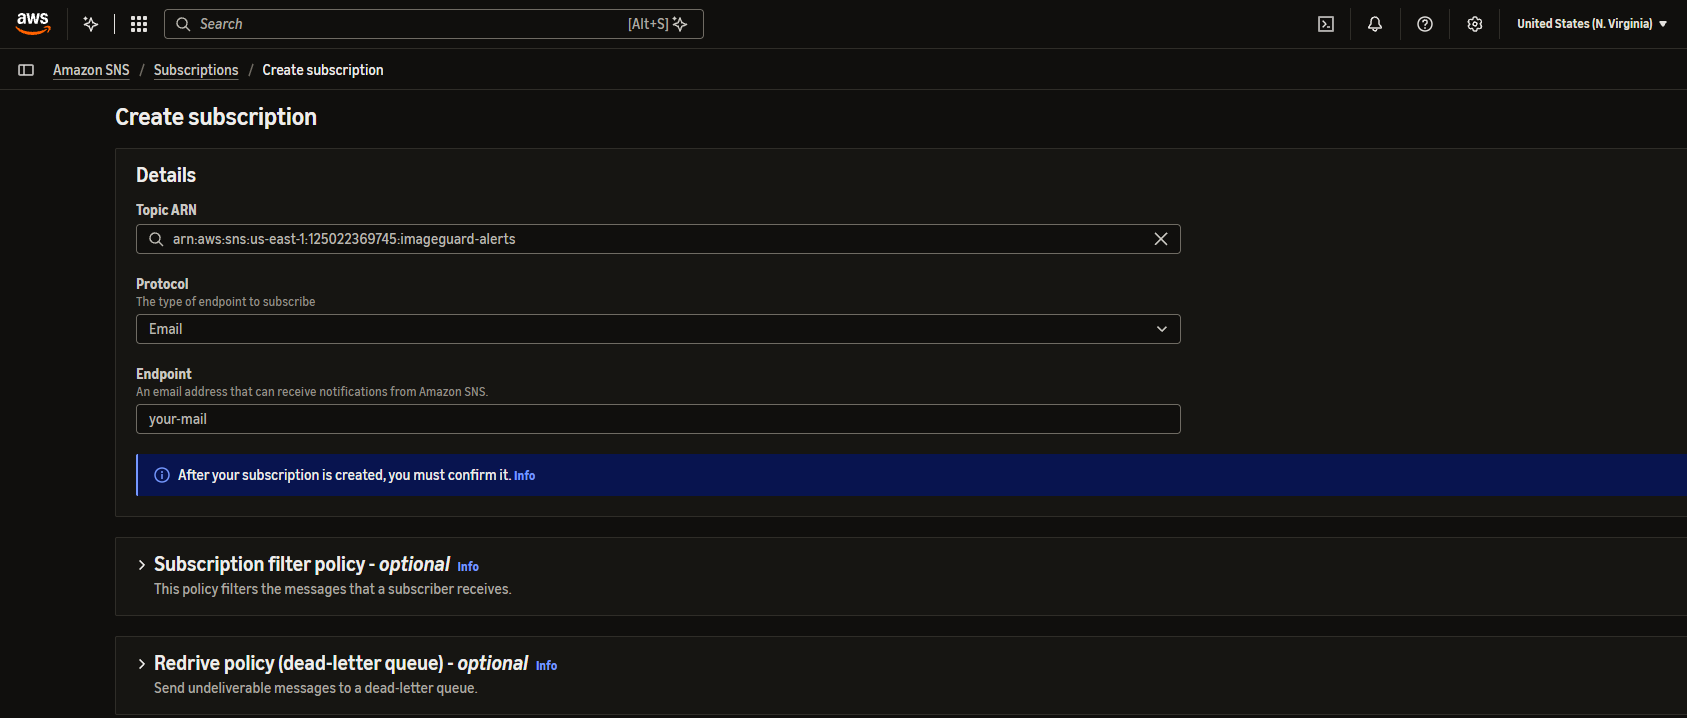 aws
Search [Alt+S]
United States (N. Virginia)
Amazon SNS / Subscriptions / Create subscription
Create subscription
Details
Topic ARN
arn:aws:sns:us-east-1:125022369745:imageguard-alerts
Protocol
The type of endpoint to subscribe
Email
Endpoint
An email address that can receive notifications from Amazon SNS.
your-mail
After your subscription is created, you must confirm it. Info
Subscription filter policy - optional Info
This policy filters the messages that a subscriber receives.
Redrive policy (dead-letter queue) - optional Info
Send undeliverable messages to a dead-letter queue.